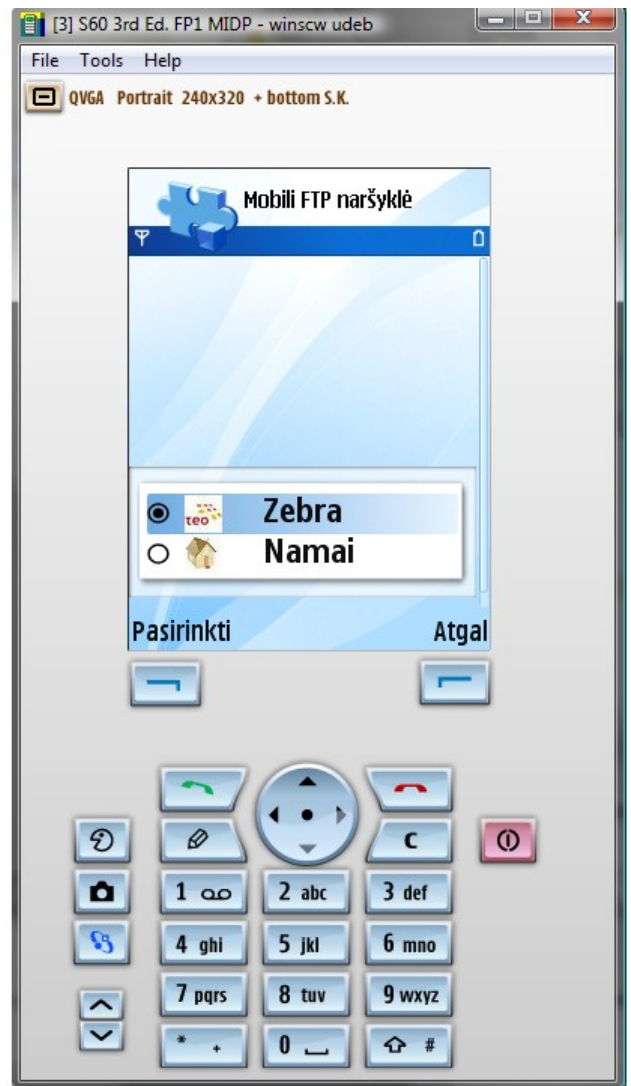 [3] S60 3rd Ed. FP1 MIDP - winscw udeb
File Tools Help
QVGA Portrait 240x320 + bottom S.K.
Mobili FTP naršyklė
teo Zebra
Namai
Pasirinkti Atgal
C
1 2 abc 3 def
4 ghi 5 jkl 6 mno
7 pqrs 8 tuv 9 wxyz
* + 0 #